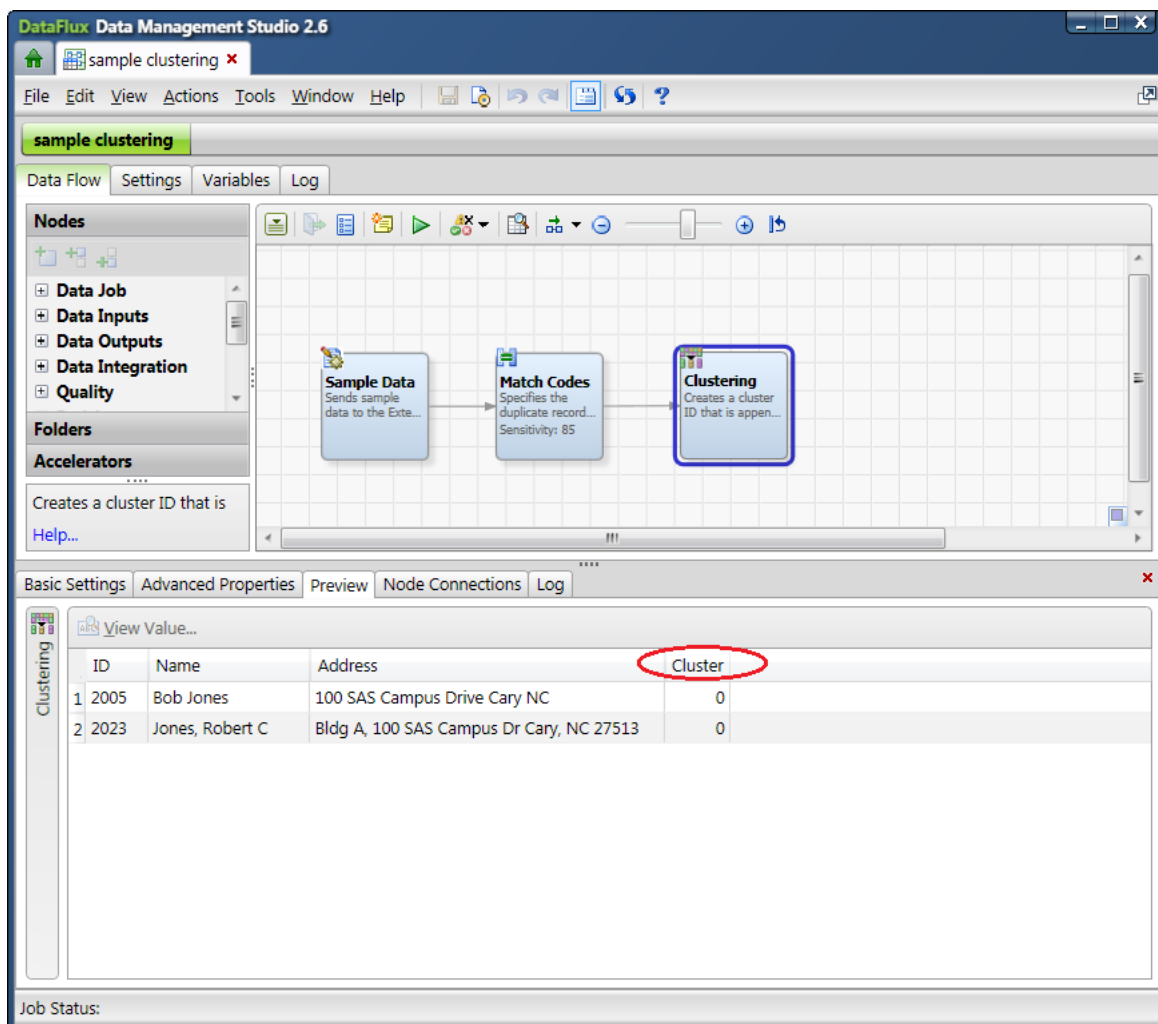 DataFlux Data Management Studio 2.6
sample clustering
File Edit View Actions Tools Window Help
sample clustering
Data Flow Settings Variables Log
Nodes
Data Job
Data Inputs
Data Outputs
Data Integration
Quality
Folders
Accelerators
Creates a cluster ID that is
Help...
Sample Data
Sends sample
data to the Exte...
Match Codes
Specifies the
duplicate record...
Sensitivity: 85
Clustering
Creates a cluster
ID that is appen...
Basic Settings Advanced Properties Preview Node Connections Log
Clustering
View Value...
ID Name Address Cluster
1 2005 Bob Jones 100 SAS Campus Drive Cary NC 0
2 2023 Jones, Robert C Bldg A, 100 SAS Campus Dr Cary, NC 27513 0
Job Status: